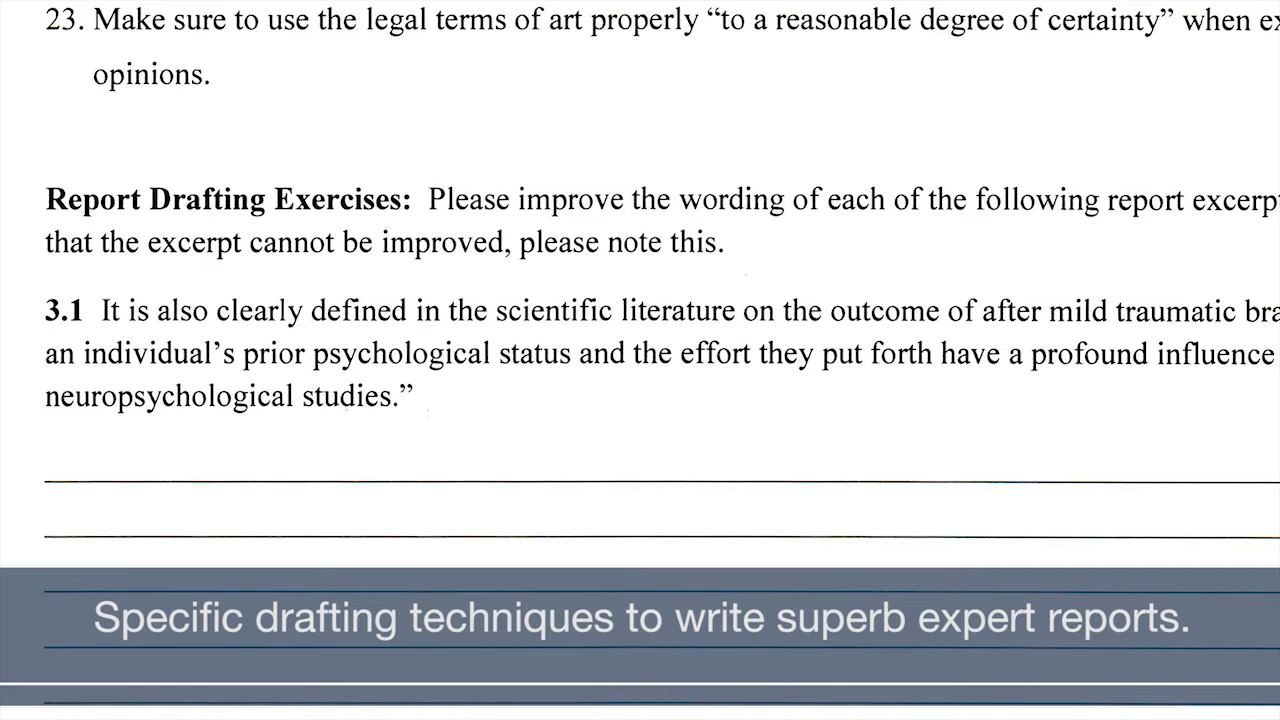 23. Make sure to use the legal terms of art properly “to a reasonable degree of certainty” when
opinions.
Report Drafting Exercises: Please improve the wording of each of the following report
that the excerpt cannot be improved, please note this.
3.1 It is also clearly defined in the scientific literature on the outcome of after mild traumatic
an individual’s prior psychological status and the effort they put forth have a profound influence
neuropsychological studies.”
Specific drafting techniques to write superb expert reports.